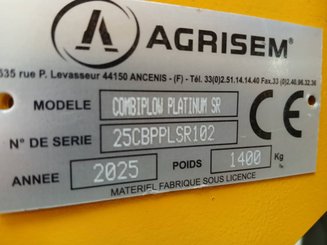 AGRISEM®
535 rue P. Levasseur 44150 ANCENIS - (F) - Tél. 33(0)2.51.14.14.40 Fax.33 (0)2.40.96.32.36
MODELE COMBIPLOW PLATINUM SR
N° DE SERIE 25CBPPLSR102
CE
ANNEE 2025 POIDS 1400 Kg
MATERIEL FABRIQUE SOUS LICENCE